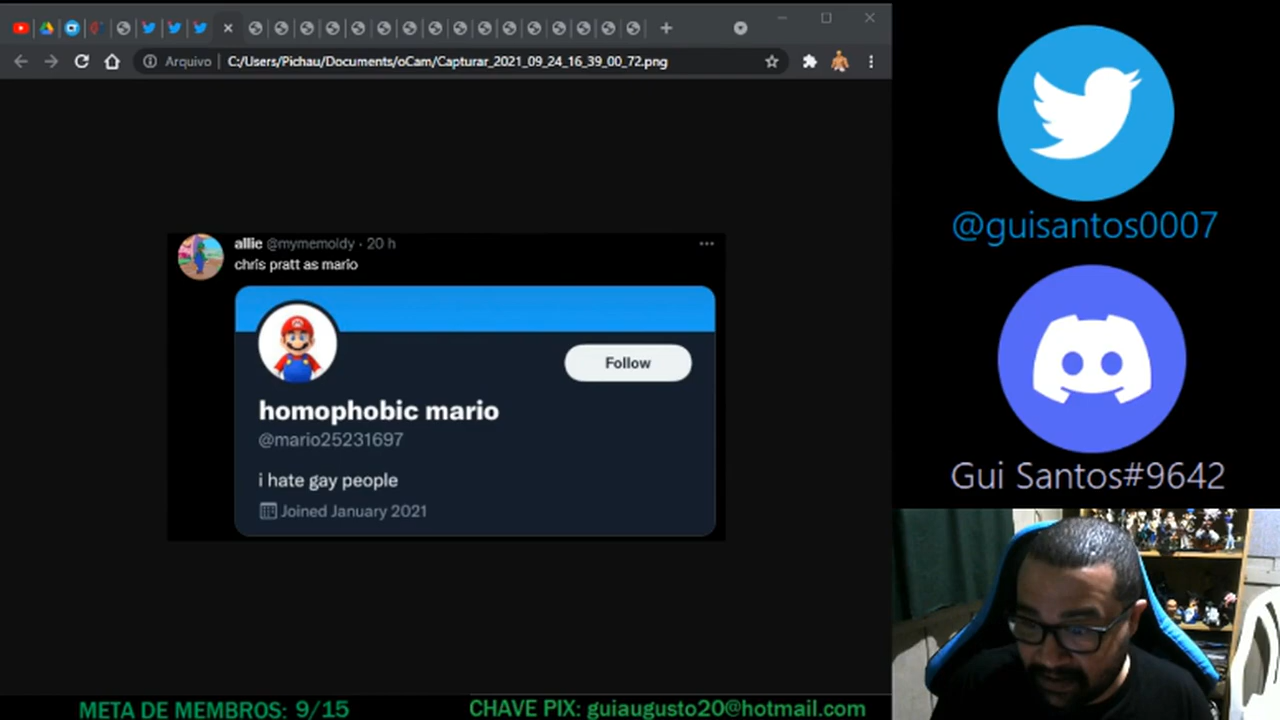 Arquivo
C:/Users/Pichau/Documents/oCam/Capturar_2021_09_24_16_39_00_72.png
allie @mymemoldy · 20 h
chris pratt as mario
Follow
homophobic mario
@mario25231697
i hate gay people
Joined January 2021
@guisantos0007
Gui Santos#9642
META DE MEMBROS: 9/15
CHAVE PIX: guiaugusto20@hotmail.com